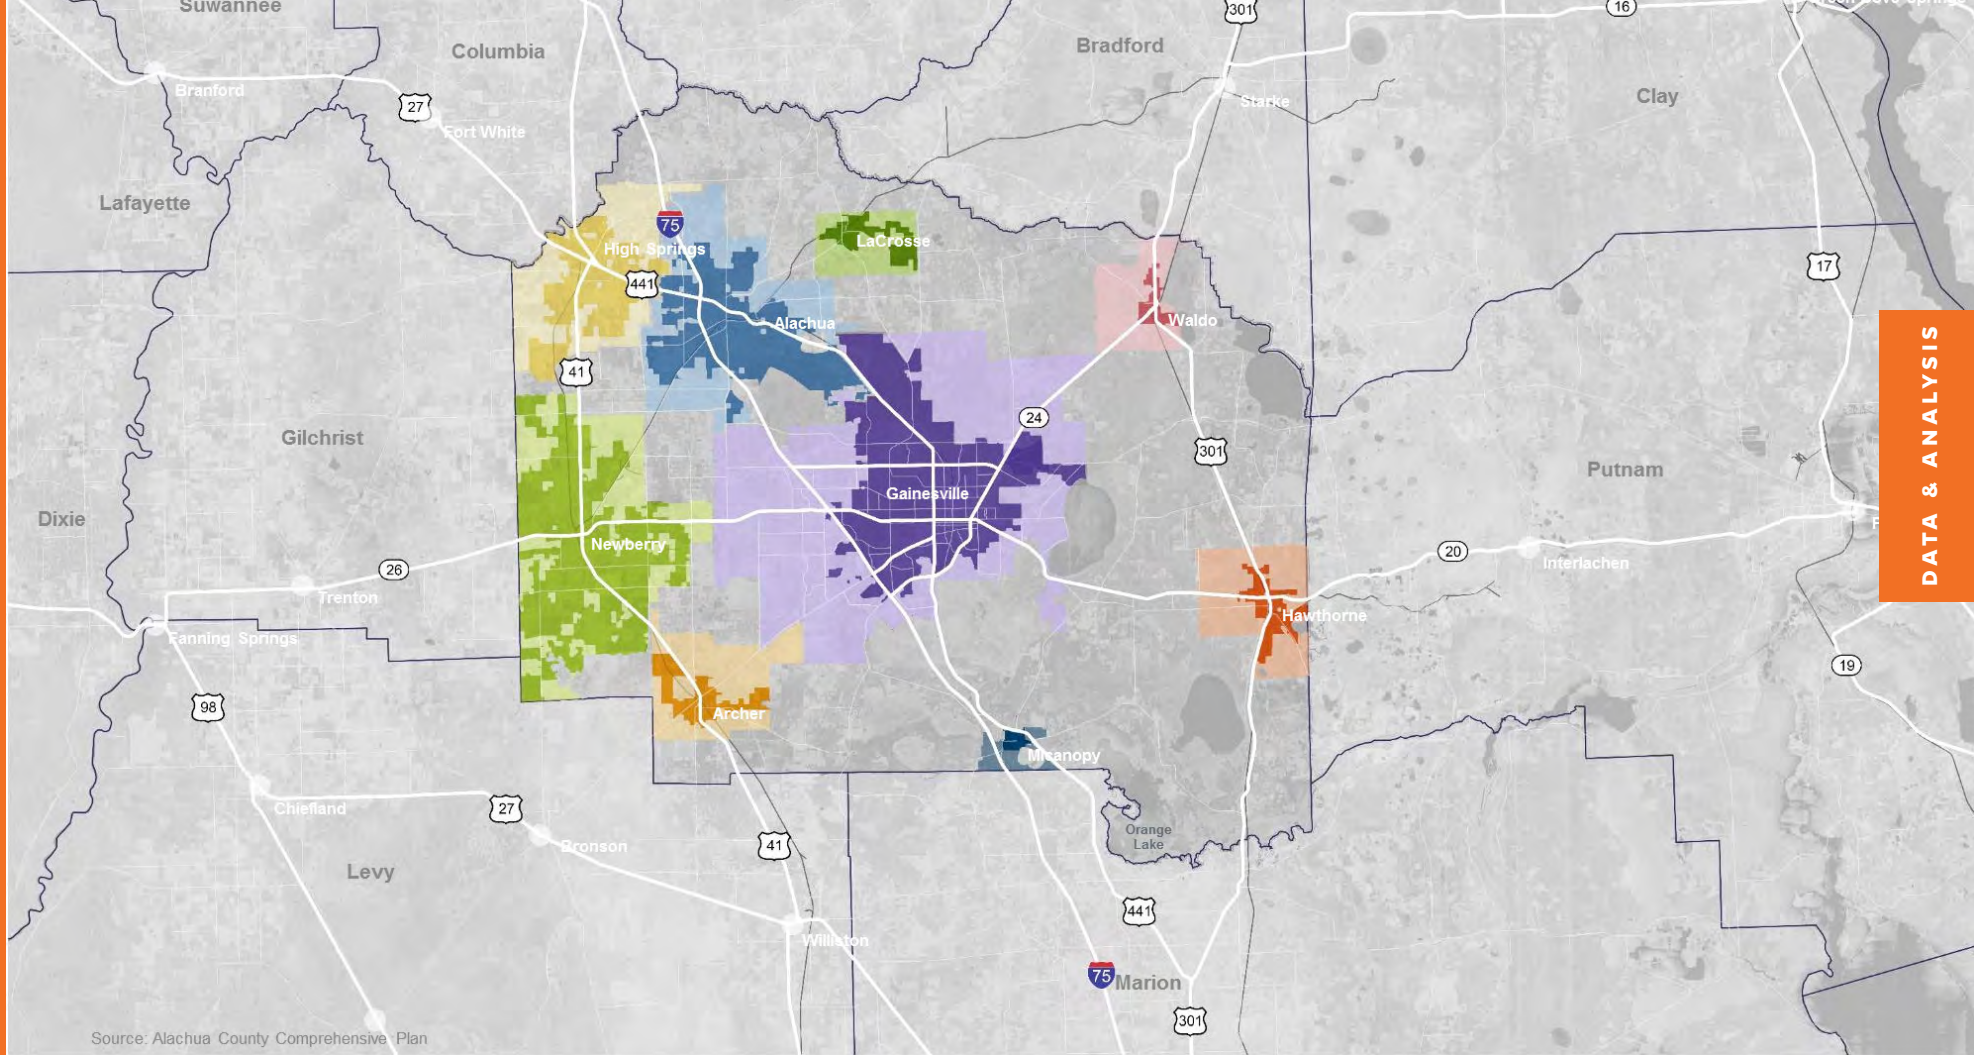 Suwannee
301
16
Columbia
Bradford
Branford
Starke
Clay
27
Fort White
Lafayette
75
LaCrosse
High Springs
441
17
Alachua
Waldo
41
24
Gilchrist
301
Putnam
Gainesville
Dixie
Newberry
26
20
Interlachen
Trenton
Hawthorne
Fanning Springs
19
98
Archer
Micanopy
Chiefland
27
Orange
Lake
Bronson
41
Levy
441
Williston
75
Marion
301
Source: Alachua County Comprehensive Plan
DATA & ANALYSIS